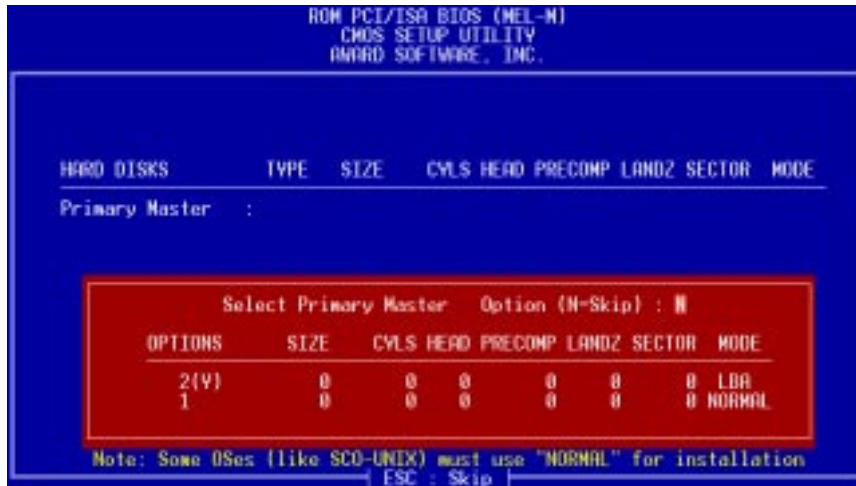 ROM PCI/ISA BIOS (MEL-N)
CMOS SETUP UTILITY
AWARD SOFTWARE, INC.
HARD DISKS TYPE SIZE CYLS HEAD PRECOMP LANDZ SECTOR MODE
Primary Master :
Select Primary Master Option (N=Skip) : N
OPTIONS SIZE CYLS HEAD PRECOMP LANDZ SECTOR MODE
2(Y) 0 0 0 0 0 0 LBA
1 0 0 0 0 0 0 NORMAL
Note: Some OSes (like SCO-UNIX) must use "NORMAL" for installation
ESC : Skip